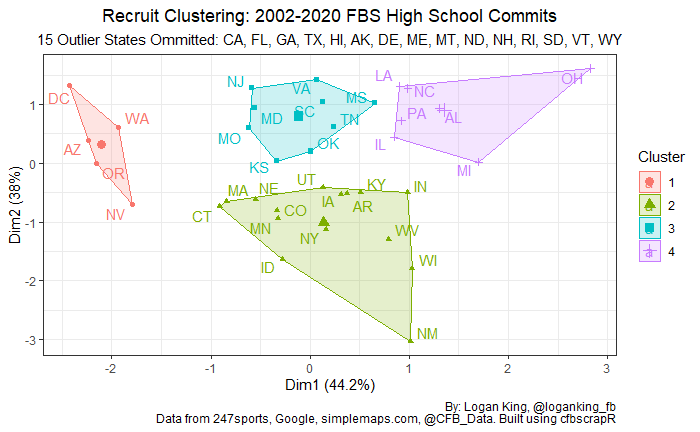 Recruit Clustering: 2002-2020 FBS High School Commits
15 Outlier States Ommitted: CA, FL, GA, TX, HI, AK, DE, ME, MT, ND, NH, RI, SD, VT, WY
Dim2 (38%)
1
0
-1
-2
-3
DC
WA
AZ
OR
NV
NJ
VA
MS
MD
SC
TN
MO
OK
KS
LA
OH
NC
PA
AL
IL
MI
UT
KY
IN
MA
NE
IA
AR
CT
CO
MN
NY
WV
ID
WI
NM
-2
-1
0
1
2
3
Dim1 (44.2%)
Cluster
a 1
a 2
a 3
a 4
By: Logan King, @loganking_fb
Data from 247sports, Google, simplemaps.com, @CFB_Data. Built using cfbscrapR